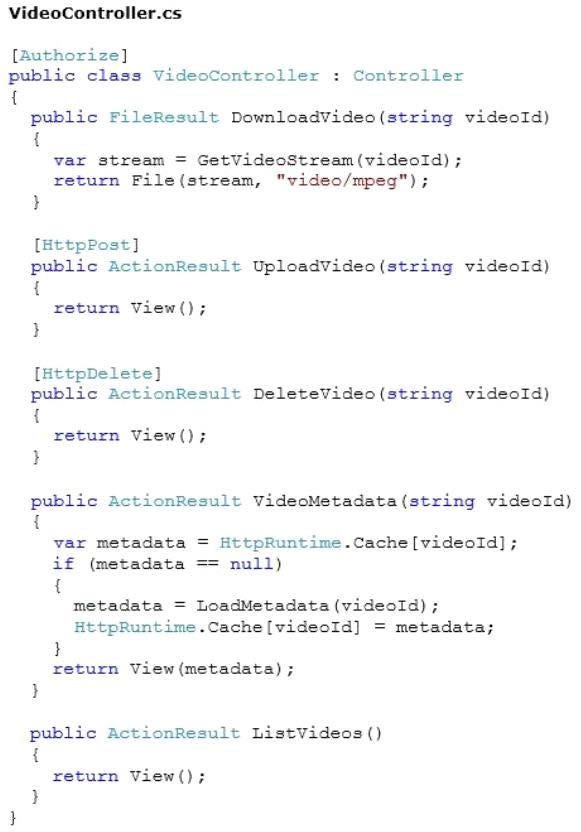 VideoController.cs
[Authorize]
public class VideoController : Controller
{
public FileResult DownloadVideo(string videoId)
{
var stream = GetVideoStream(videoId);
return File(stream, "video/mpeg");
}
[HttpPost]
public ActionResult UploadVideo(string videoId)
{
return View();
}
[HttpDelete]
public ActionResult DeleteVideo(string videoId)
{
return View();
}
public ActionResult VideoMetadata(string videoId)
{
var metadata = HttpRuntime.Cache[videoId];
if (metadata == null)
{
metadata = LoadMetadata(videoId);
HttpRuntime.Cache[videoId] = metadata;
}
return View(metadata);
}
public ActionResult ListVideos()
{
return View();
}
}